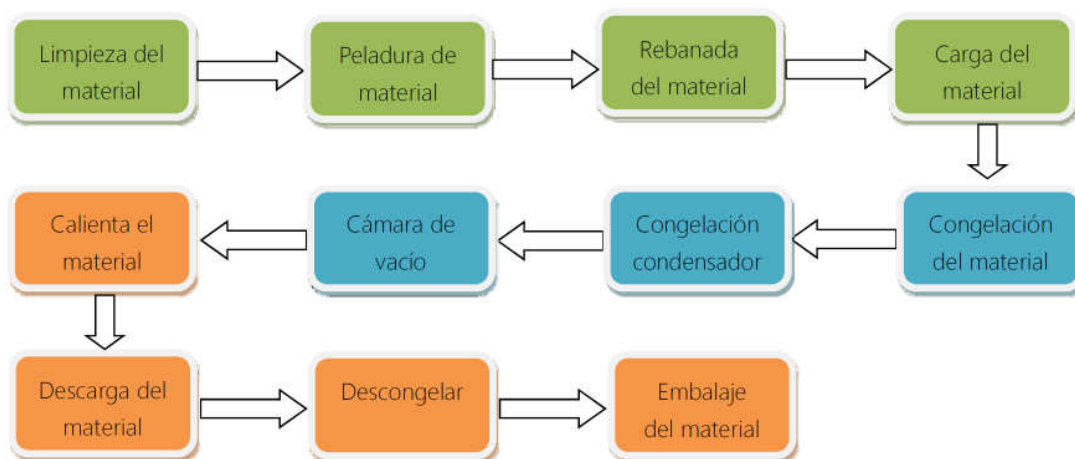 Limpieza del
material
Peladura de
material
Rebanada
del material
Carga del
material
Congelación
del material
Congelación
condensador
Cámara de
vacío
Calienta el
material
Descarga del
material
Descongelar
Embalaje
del material